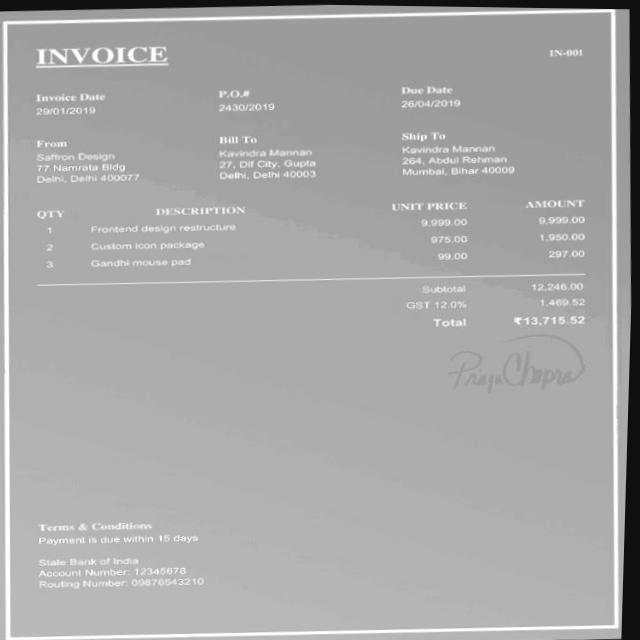 INVOICE
IN-001
Invoice Date
29/01/2019
P.O.#
2430/2019
Due Date
26/04/2019
From
Saffron Design
77 Namrata Bldg
Delhi, Delhi 400077
Bill To
Kavindra Mannan
27, Dlf City, Gupta
Delhi, Delhi 40003
Ship To
Kavindra Mannan
264, Abdul Rehman
Mumbai, Bihar 40009
QTY DESCRIPTION UNIT PRICE AMOUNT
1 Frontend design restructure 9,999.00 9,999.00
2 Custom icon package 975.00 1,950.00
3 Gandhi mouse pad 99.00 297.00
Subtotal 12,246.00
GST 12.0% 1,469.52
Total ₹13,715.52
Priya Chopra
Terms & Conditions
Payment is due within 15 days
State Bank of India
Account Number: 12345678
Routing Number: 09876543210